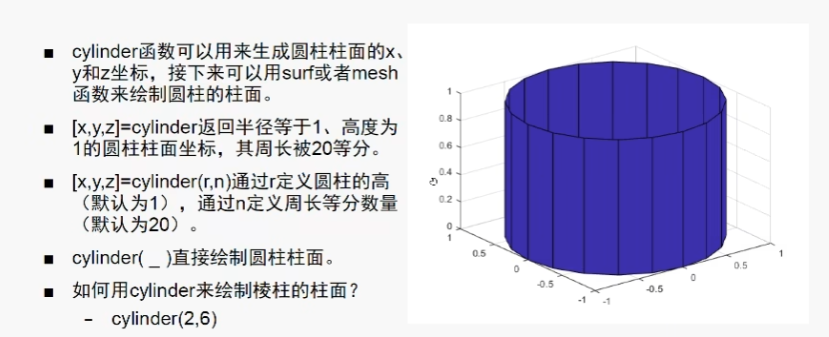 ■ cylinder函数可以用来生成圆柱柱面的x、
y和z坐标，接下来可以用surf或者mesh
函数来绘制圆柱的柱面。
■ [x,y,z]=cylinder返回半径等于1、高度为
1的圆柱柱面坐标，其周长被20等分。
■ [x,y,z]=cylinder(r,n)通过r定义圆柱的高
（默认为1），通过n定义周长等分数量
（默认为20）。
■ cylinder( _ )直接绘制圆柱柱面。
■ 如何用cylinder来绘制棱柱的柱面？
– cylinder(2,6)
1
0.8
0.6
0.4
0.2
0
1
0.5
0
-0.5
-1
-1
-0.5
0
0.5
1